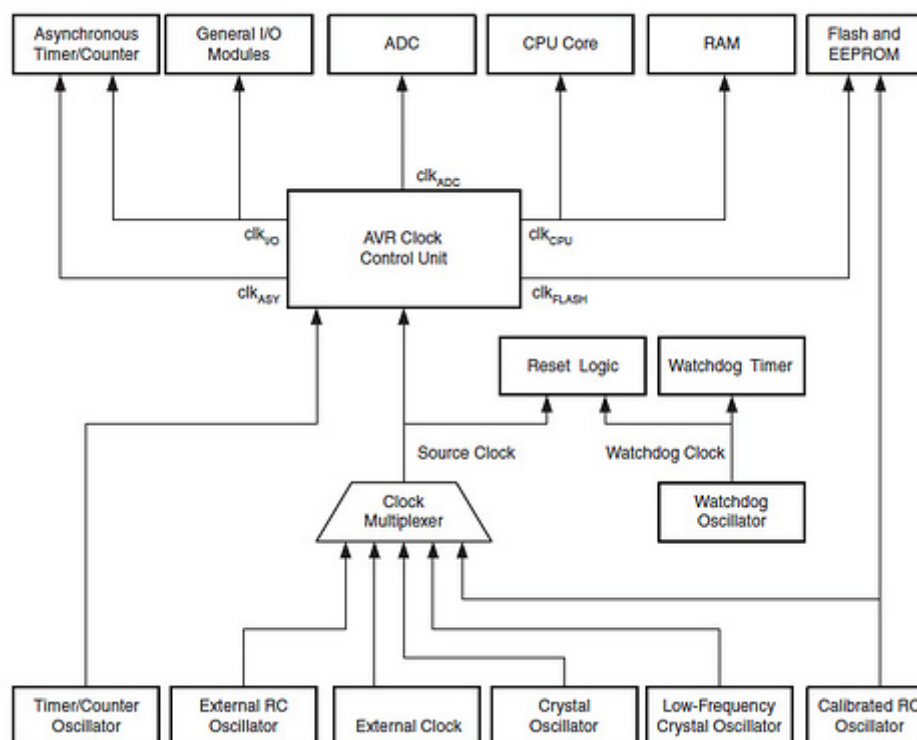 Asynchronous
Timer/Counter
General I/O
Modules
ADC
CPU Core
RAM
Flash and
EEPROM
clkADC
clkI/O
AVR Clock
Control Unit
clkCPU
clkASY
clkFLASH
Reset Logic
Watchdog Timer
Source Clock
Watchdog Clock
Clock
Multiplexer
Watchdog
Oscillator
Timer/Counter
Oscillator
External RC
Oscillator
External Clock
Crystal
Oscillator
Low-Frequency
Crystal Oscillator
Calibrated RC
Oscillator